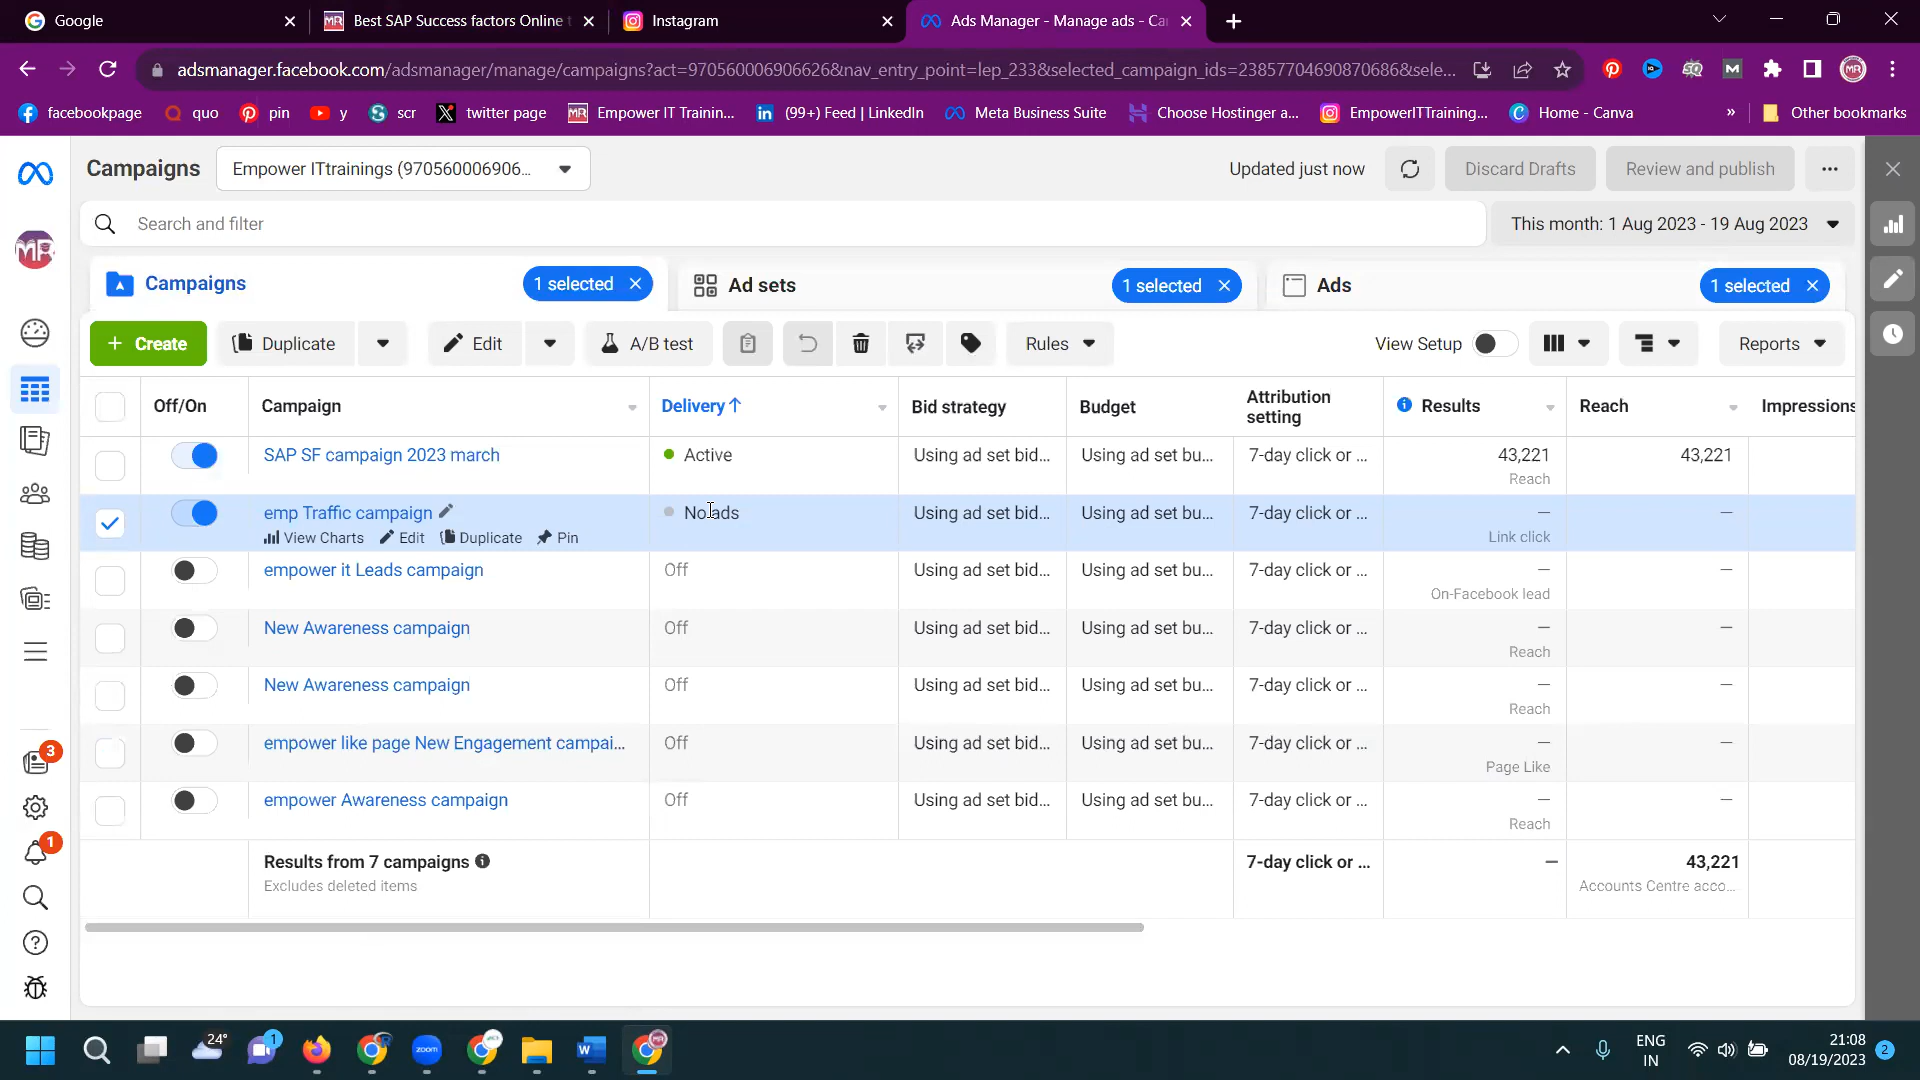 Google
Best SAP Success factors Online t
Instagram
Ads Manager - Manage ads - Ca
adsmanager.facebook.com/adsmanager/manage/campaigns?act=970560006906626&nav_entry_point=lep_233&selected_campaign_ids=23857704690870686&sele...
facebookpage
quo
pin
y
scr
twitter page
Empower IT Trainin...
(99+) Feed | LinkedIn
Meta Business Suite
Choose Hostinger a...
EmpowerITTraining...
Home - Canva
»
Other bookmarks
Campaigns
Empower ITtrainings (970560006906...
Updated just now
Discard Drafts
Review and publish
Search and filter
This month: 1 Aug 2023 - 19 Aug 2023
Campaigns
1 selected
Ad sets
1 selected
Ads
1 selected
+ Create
Duplicate
Edit
A/B test
Rules
View Setup
Reports
Off/On
Campaign
Delivery ↑
Bid strategy
Budget
Attribution
setting
Results
Reach
Impressions
SAP SF campaign 2023 march
Active
Using ad set bid...
Using ad set bu...
7-day click or ...
43,221
Reach
43,221
emp Traffic campaign
View Charts
Edit
Duplicate
Pin
No ads
Using ad set bid...
Using ad set bu...
7-day click or ...
—
Link click
—
empower it Leads campaign
Off
Using ad set bid...
Using ad set bu...
7-day click or ...
—
On-Facebook lead
—
New Awareness campaign
Off
Using ad set bid...
Using ad set bu...
7-day click or ...
—
Reach
—
New Awareness campaign
Off
Using ad set bid...
Using ad set bu...
7-day click or ...
—
Reach
—
empower like page New Engagement campai...
Off
Using ad set bid...
Using ad set bu...
7-day click or ...
—
Page Like
—
empower Awareness campaign
Off
Using ad set bid...
Using ad set bu...
7-day click or ...
—
Reach
—
Results from 7 campaigns
Excludes deleted items
7-day click or ...
—
43,221
Accounts Centre acco...
MR
3
1
24°
1
zoom
ENG
IN
21:08
08/19/2023
2